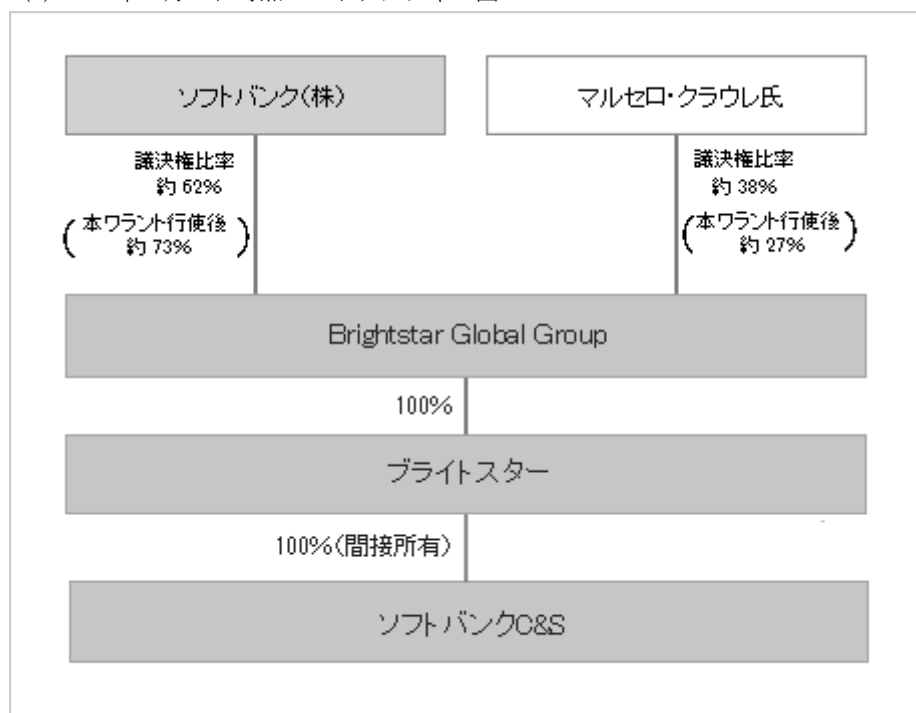 ソフトバンク(株)
マルセロ・クラウレ氏
議決権比率
約 62%
(本ワラント行使後
約 73%)
議決権比率
約 38%
(本ワラント行使後
約 27%)
Brightstar Global Group
100%
ブライトスター
100%(間接所有)
ソフトバンクC&S